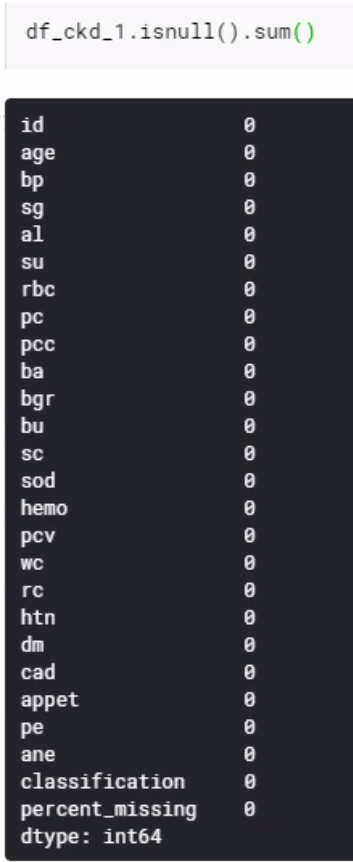 df_ckd_1.isnull().sum()
id 0
age 0
bp 0
sg 0
al 0
su 0
rbc 0
pc 0
pcc 0
ba 0
bgr 0
bu 0
sc 0
sod 0
hemo 0
pcv 0
wc 0
rc 0
htn 0
dm 0
cad 0
appet 0
pe 0
ane 0
classification 0
percent_missing 0
dtype: int64